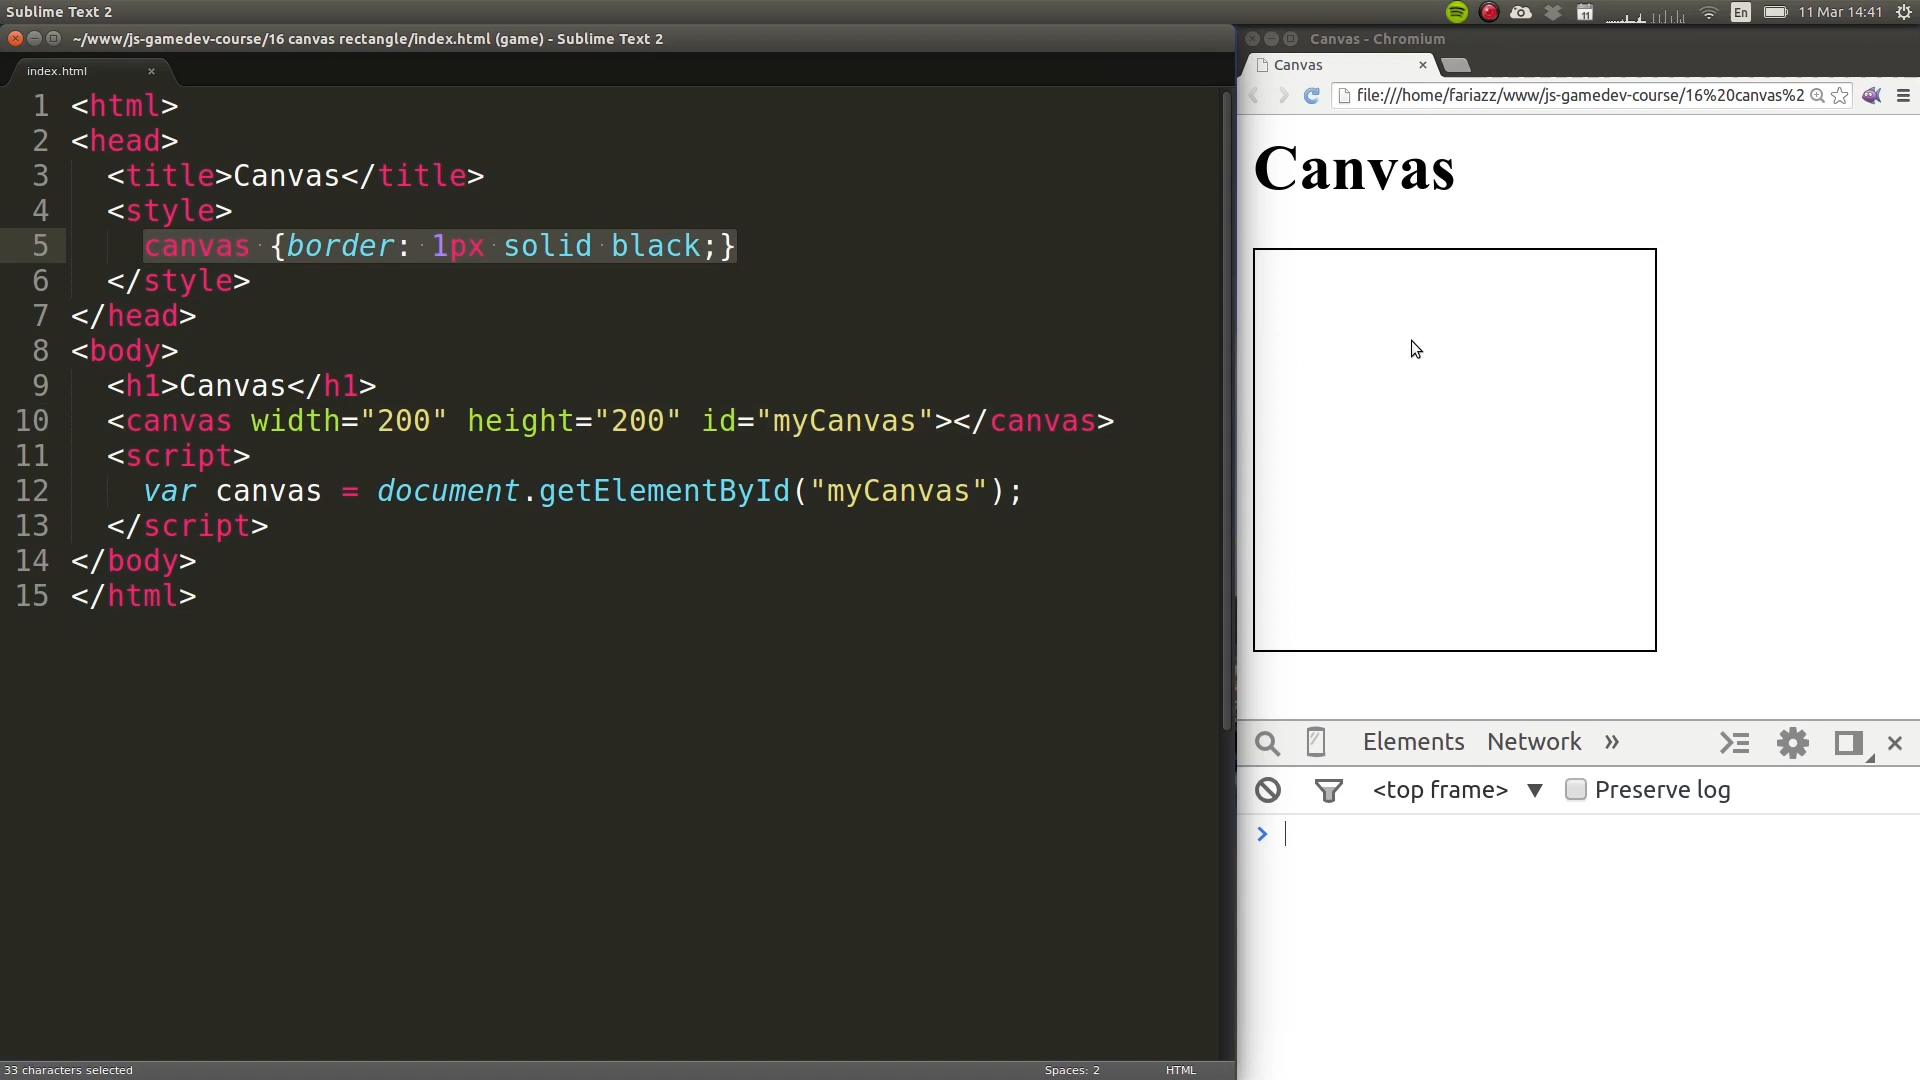 Sublime Text 2
En
11 Mar 14:41
~/www/js-gamedev-course/16 canvas rectangle/index.html (game) - Sublime Text 2
index.html
1 <html>
2 <head>
3 <title>Canvas</title>
4 <style>
5 canvas {border: 1px solid black;}
6 </style>
7 </head>
8 <body>
9 <h1>Canvas</h1>
10 <canvas width="200" height="200" id="myCanvas"></canvas>
11 <script>
12 var canvas = document.getElementById("myCanvas");
13 </script>
14 </body>
15 </html>
33 characters selected
Spaces: 2
HTML
Canvas - Chromium
Canvas
file:///home/fariazz/www/js-gamedev-course/16%20canvas%2
Canvas
Elements Network »
<top frame> ▼ Preserve log
>